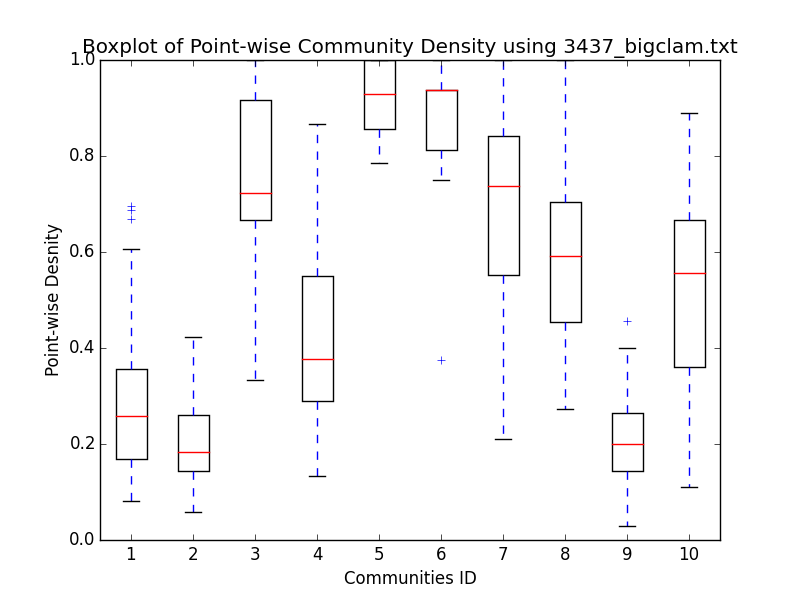 Boxplot of Point-wise Community Density using 3437_bigclam.txt
1.0
0.8
0.6
0.4
0.2
0.0
Point-wise Desnity
1 2 3 4 5 6 7 8 9 10
Communities ID